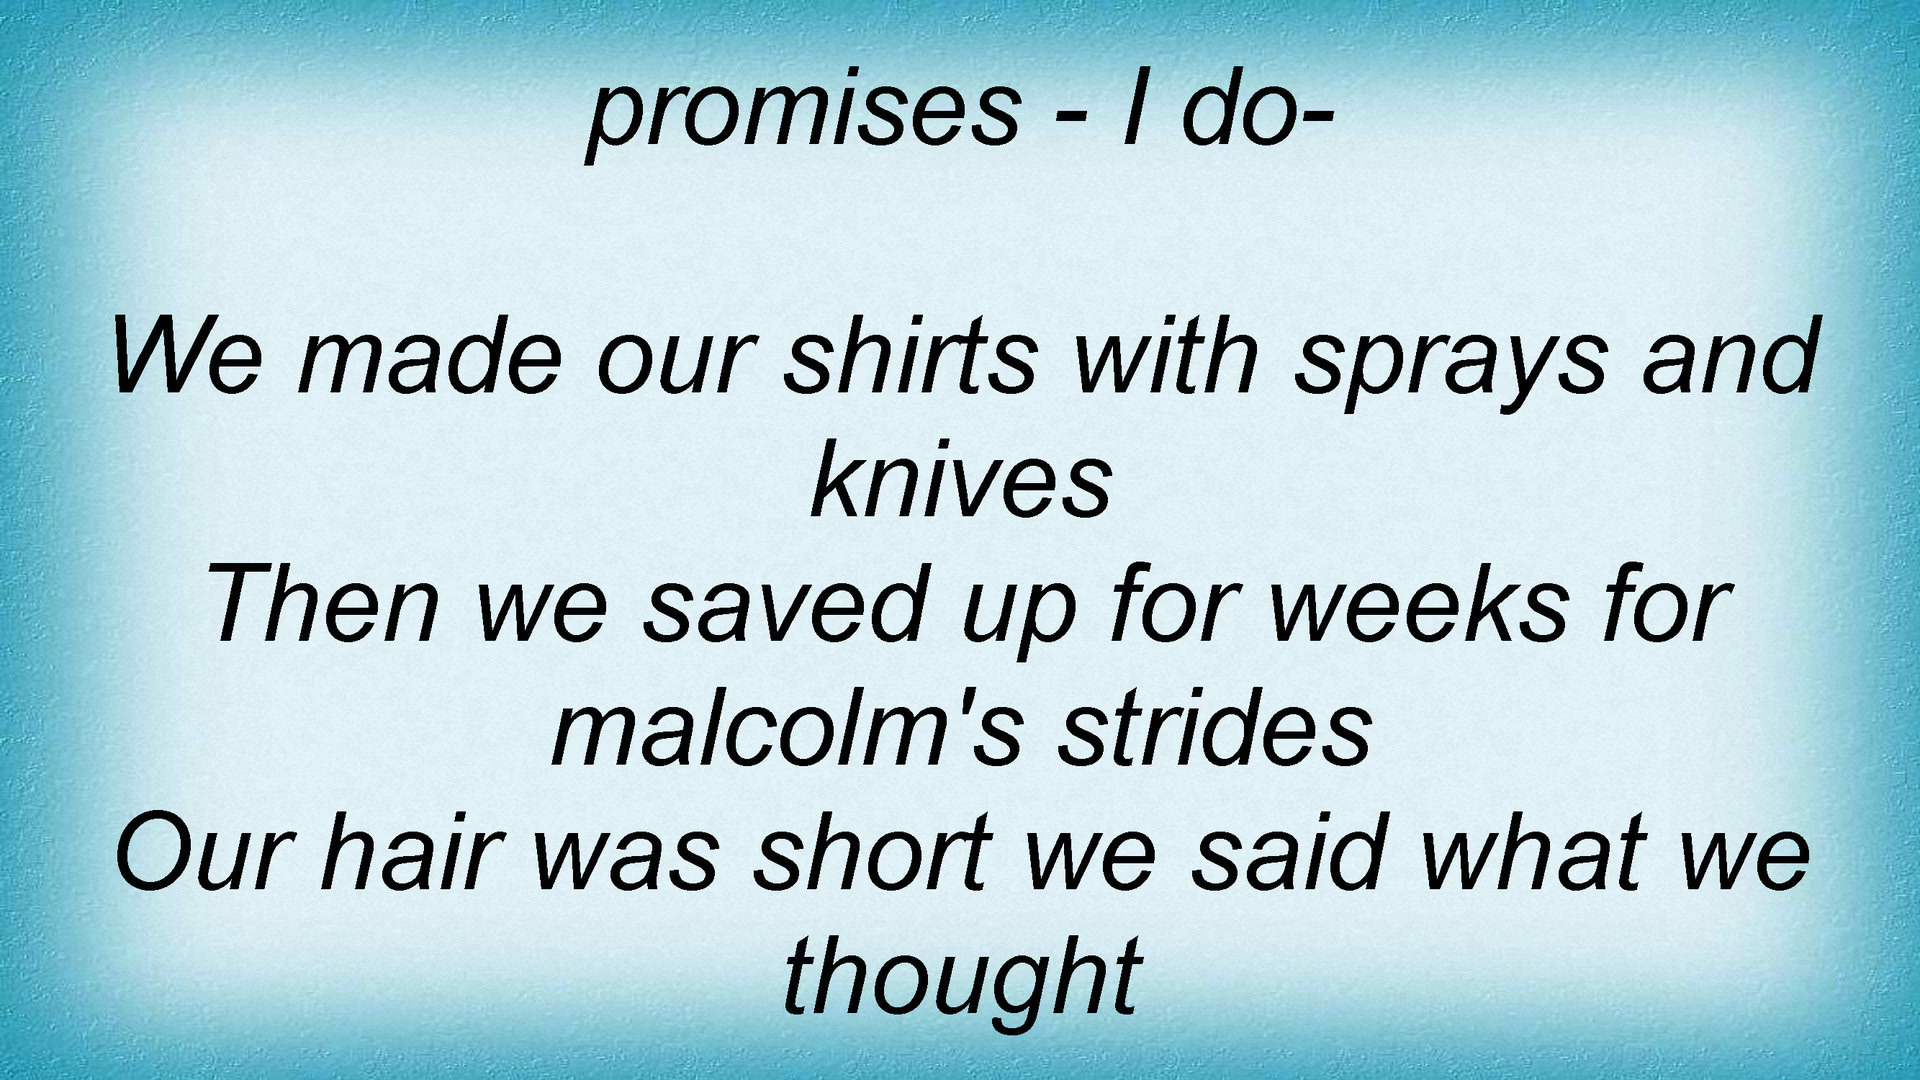 promises - I do-
We made our shirts with sprays and
knives
Then we saved up for weeks for
malcolm's strides
Our hair was short we said what we
thought